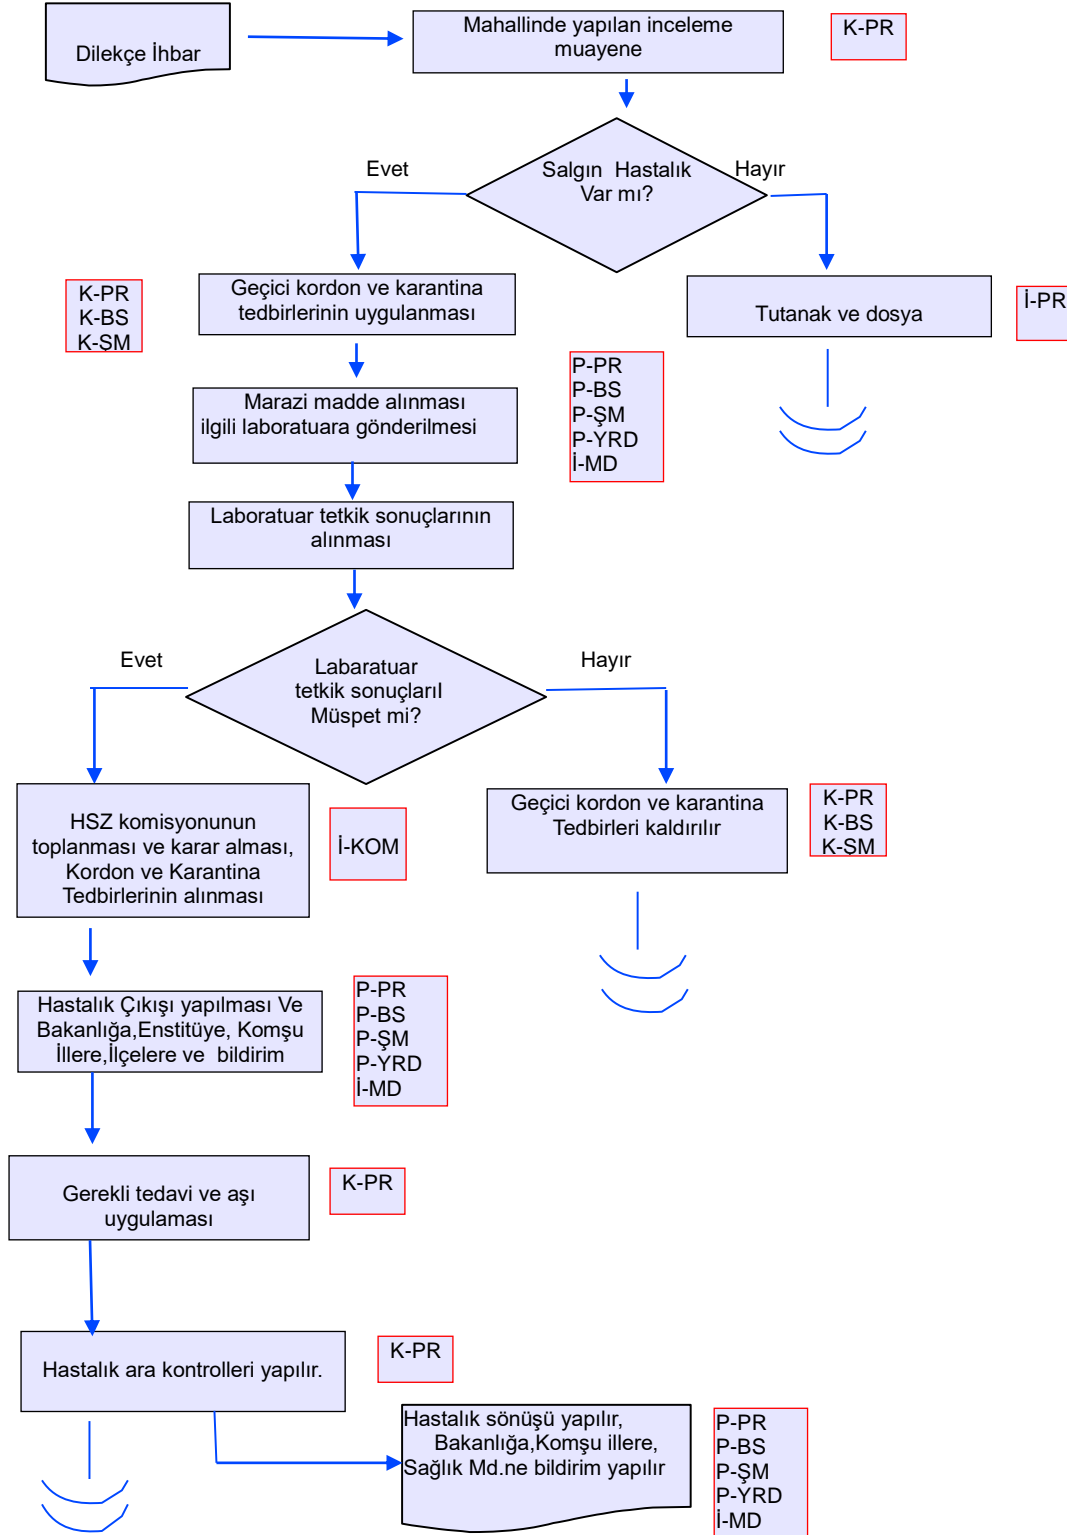 Dilekçe İhbar
Mahallinde yapılan inceleme
muayene
K-PR
Evet
Salgın  Hastalık
Var mı?
Hayır
K-PR
K-BS
K-ŞM
Geçici kordon ve karantina
tedbirlerinin uygulanması
Tutanak ve dosya
İ-PR
Marazi madde alınması
ilgili laboratuara gönderilmesi
P-PR
P-BS
P-ŞM
P-YRD
İ-MD
Laboratuar tetkik sonuçlarının
alınması
Evet
Labaratuar
tetkik sonuçlarıl
Müspet mi?
Hayır
HSZ komisyonunun
toplanması ve karar alması,
Kordon ve Karantina
Tedbirlerinin alınması
İ-KOM
Geçici kordon ve karantina
Tedbirleri kaldırılır
K-PR
K-BS
K-ŞM
Hastalık Çıkışı yapılması Ve
Bakanlığa,Enstitüye, Komşu
İllere,İlçelere ve  bildirim
P-PR
P-BS
P-ŞM
P-YRD
İ-MD
Gerekli tedavi ve aşı
uygulaması
K-PR
Hastalık ara kontrolleri yapılır.
K-PR
Hastalık sönüşü yapılır,
Bakanlığa,Komşu illere,
Sağlık Md.ne bildirim yapılır
P-PR
P-BS
P-ŞM
P-YRD
İ-MD